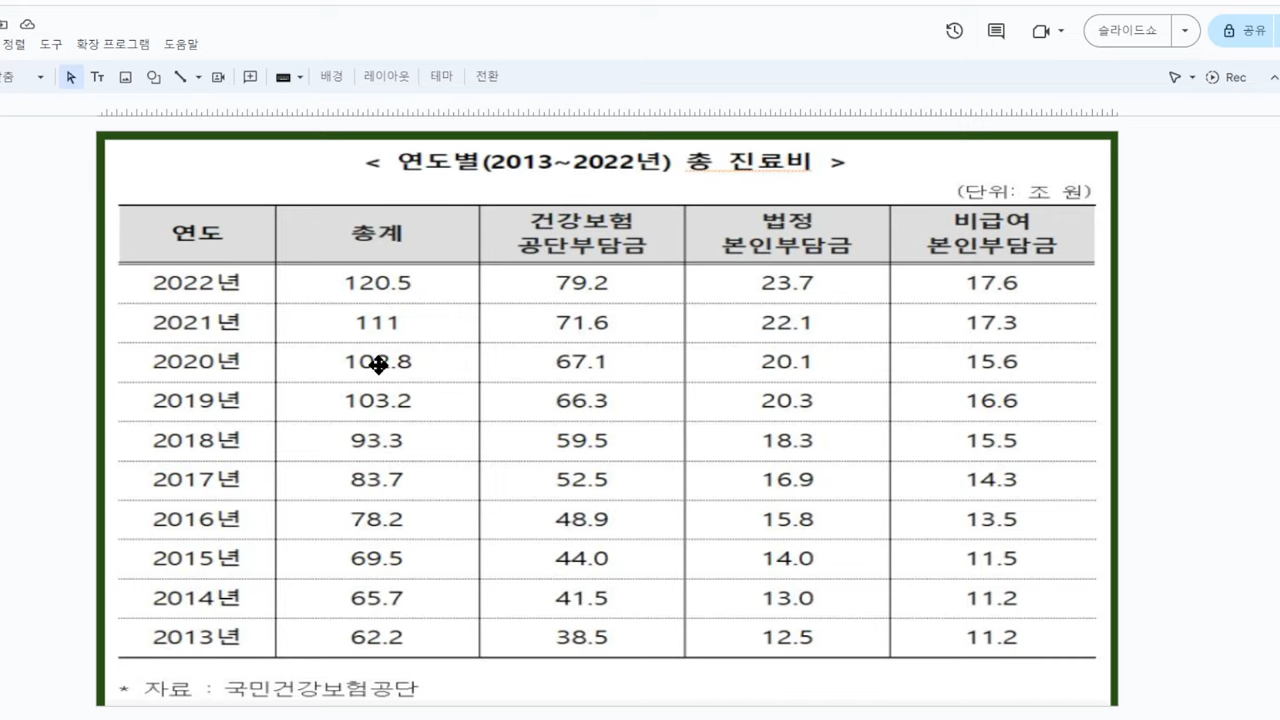 정렬 도구 확장 프로그램 도움말 슬라이드쇼 공유
배경 레이아웃 테마 전환 Rec
< 연도별(2013~2022년) 총 진료비 >
(단위: 조 원)
연도 총계 건강보험 공단부담금 법정 본인부담금 비급여 본인부담금
2022년 120.5 79.2 23.7 17.6
2021년 111 71.6 22.1 17.3
2020년 67.1 20.1 15.6
2019년 103.2 66.3 20.3 16.6
2018년 93.3 59.5 18.3 15.5
2017년 83.7 52.5 16.9 14.3
2016년 78.2 48.9 15.8 13.5
2015년 69.5 44.0 14.0 11.5
2014년 65.7 41.5 13.0 11.2
2013년 62.2 38.5 12.5 11.2
* 자료 : 국민건강보험공단